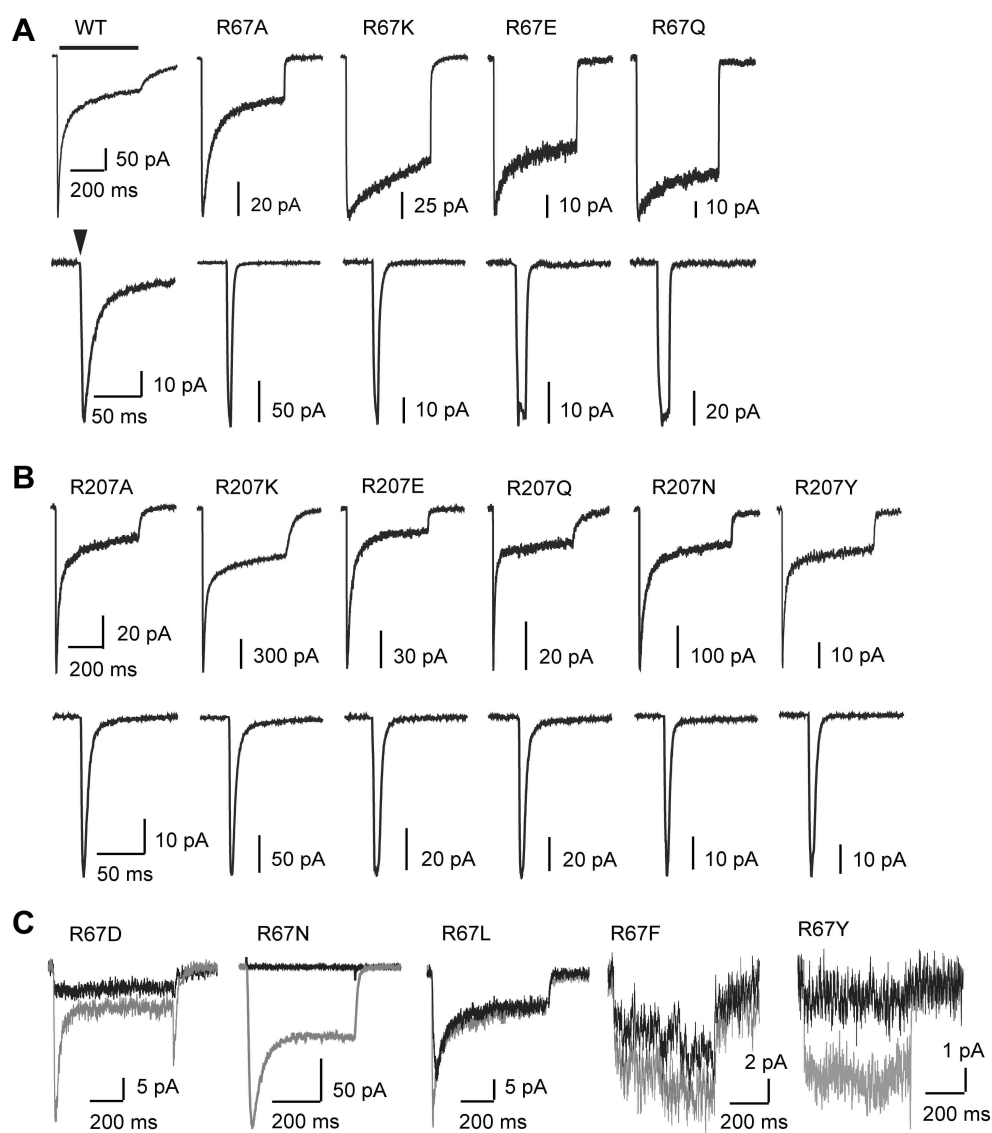 A
WT R67A R67K R67E R67Q
50 pA
200 ms
20 pA 25 pA 10 pA 10 pA
10 pA
50 ms
50 pA 10 pA 10 pA 20 pA
B
R207A R207K R207E R207Q R207N R207Y
20 pA
200 ms
300 pA 30 pA 20 pA 100 pA 10 pA
10 pA
50 ms
50 pA 20 pA 20 pA 10 pA 10 pA
C
R67D R67N R67L R67F R67Y
5 pA 50 pA 5 pA 2 pA 1 pA
200 ms 200 ms 200 ms 200 ms 200 ms